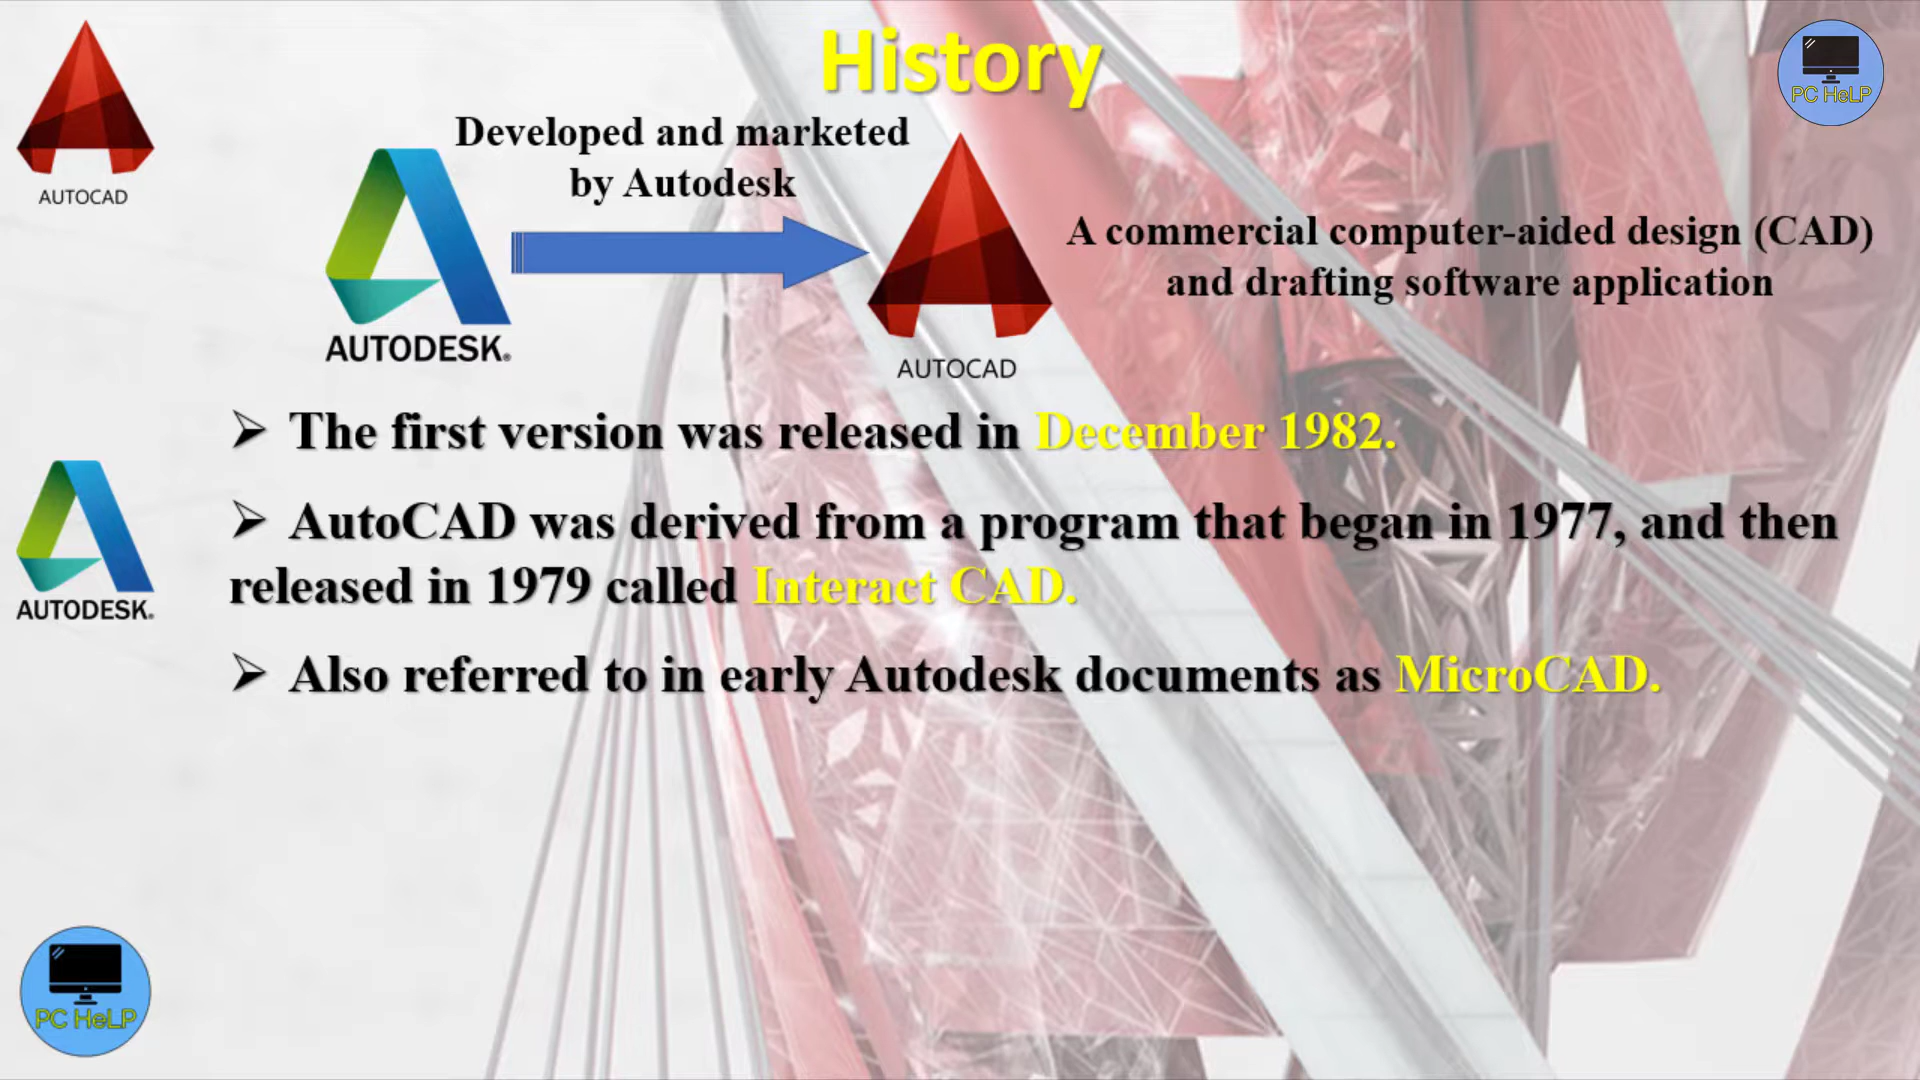 History
AUTOCAD
PC HeLP
Developed and marketed
by Autodesk
AUTODESK.
AUTOCAD
A commercial computer-aided design (CAD)
and drafting software application
➢ The first version was released in December 1982.
➢ AutoCAD was derived from a program that began in 1977, and then
released in 1979 called Interact CAD.
➢ Also referred to in early Autodesk documents as MicroCAD.
AUTODESK.
PC HeLP